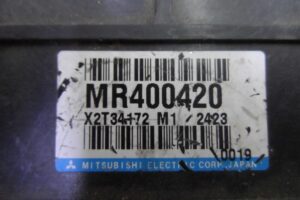 MR400420
X2T34172 M1 2423
0019
MITSUBISHI ELECTRIC CORP. JAPAN